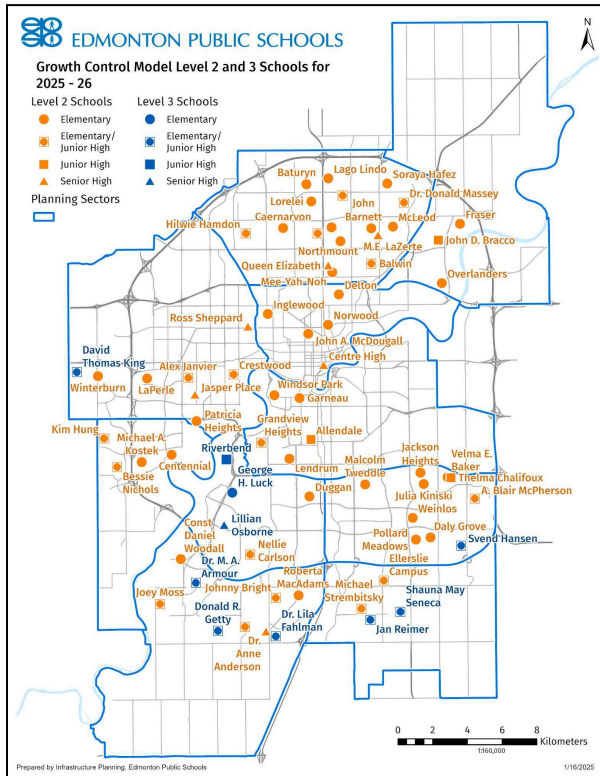 EDMONTON PUBLIC SCHOOLS
N
Growth Control Model Level 2 and 3 Schools for
2025 - 26
Level 2 Schools
Level 3 Schools
Elementary
Elementary
Elementary/
Junior High
Elementary/
Junior High
Junior High
Junior High
Senior High
Senior High
Planning Sectors
Baturyn
Lago Lindo
Soraya Hafez
Lorelei
John
Dr. Donald Massey
Hilwie Hamdon
Caernarvon
Barnett
McLeod
Fraser
Northmount
M.E. LaZerte
John D. Bracco
Queen Elizabeth
Balwin
Mee-Yah-Noh
Delton
Overlanders
Inglewood
Ross Sheppard
Norwood
John A. McDougall
David
Thomas King
Alex Janvier
Crestwood
Centre High
Winterburn
LaPerle
Jasper Place
Windsor Park
Garneau
Kim Hung
Patricia
Heights
Grandview
Heights
Allendale
Michael A.
Kostek
Riverbend
Jackson
Heights
Velma E.
Baker
Bessie
Nichols
Centennial
George
H. Luck
Lendrum
Malcolm
Tweddle
Thelma Chalifoux
Duggan
Julia Kiniski
A. Blair McPherson
Weinlos
Const.
Daniel
Woodall
Lillian
Osborne
Pollard
Meadows
Daly Grove
Svend Hansen
Dr. M. A.
Armour
Nellie
Carlson
Ellerslie
Campus
Joey Moss
Johnny Bright
Roberta
MacAdams
Michael
Strembitsky
Shauna May
Seneca
Donald R.
Getty
Dr. Lila
Fahlman
Jan Reimer
Dr.
Anne
Anderson
0 2 4 6 8
Kilometers
1:160,000
Prepared by Infrastructure Planning, Edmonton Public Schools
1/16/2025